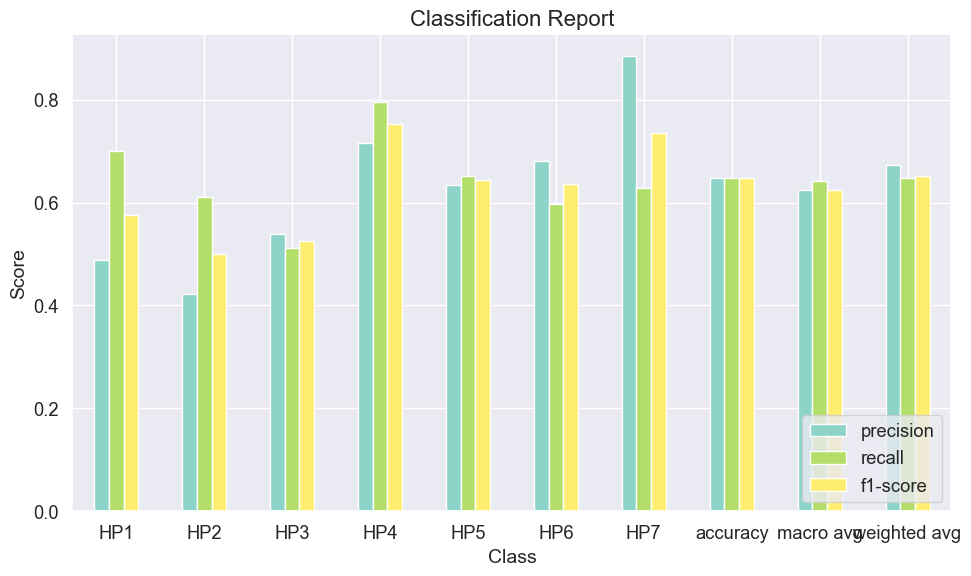 Classification Report
Score
0.8
0.6
0.4
0.2
0.0
precision
recall
f1-score
HP1 HP2 HP3 HP4 HP5 HP6 HP7 accuracy macro avg weighted avg
Class